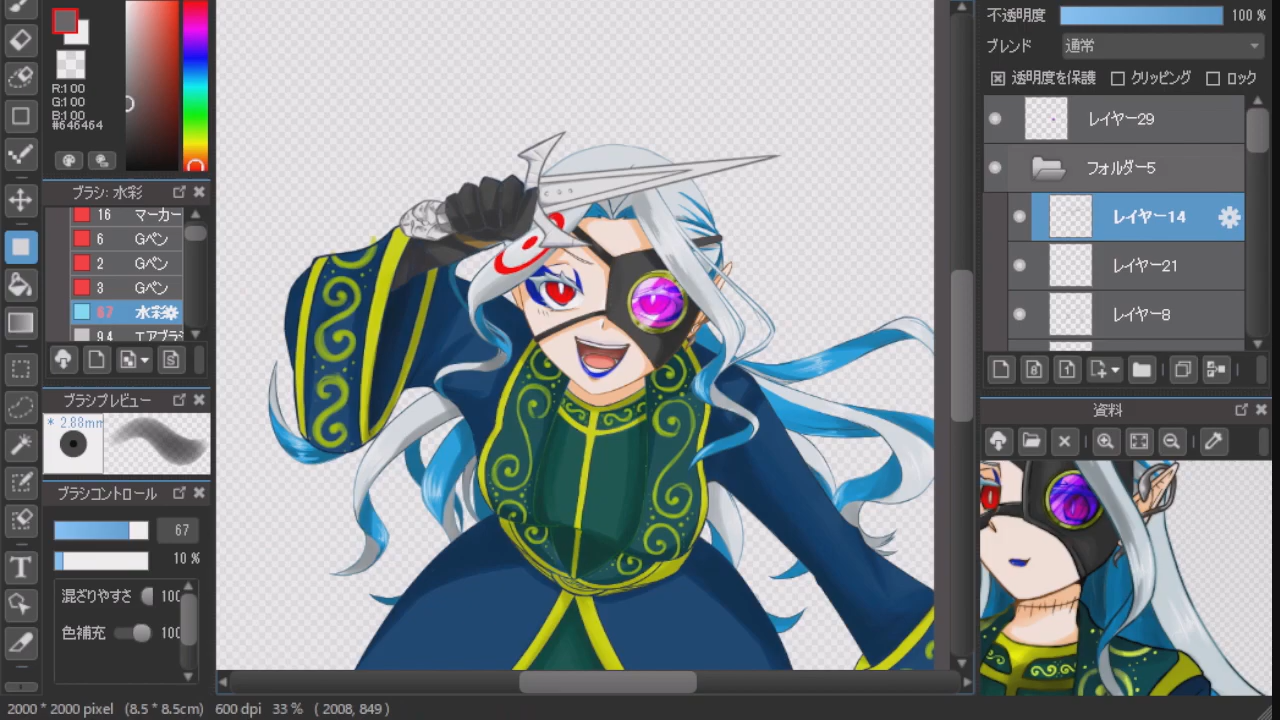 R:100
G:100
B:100
#646464
ブラシ: 水彩
16 マーカー
6 Gペン
2 Gペン
3 Gペン
67 水彩
94 エアブラシ
ブラシプレビュー
* 2.88mm
ブラシコントロール
67
10 %
混ざりやすさ 100
色補充 100
T
不透明度 100 %
ブレンド 通常
透明度を保護 クリッピング ロック
レイヤー29
フォルダー5
レイヤー14
レイヤー21
レイヤー8
8 1
資料
2000 * 2000 pixel (8.5 * 8.5cm) 600 dpi 33 % ( 2008, 849 )